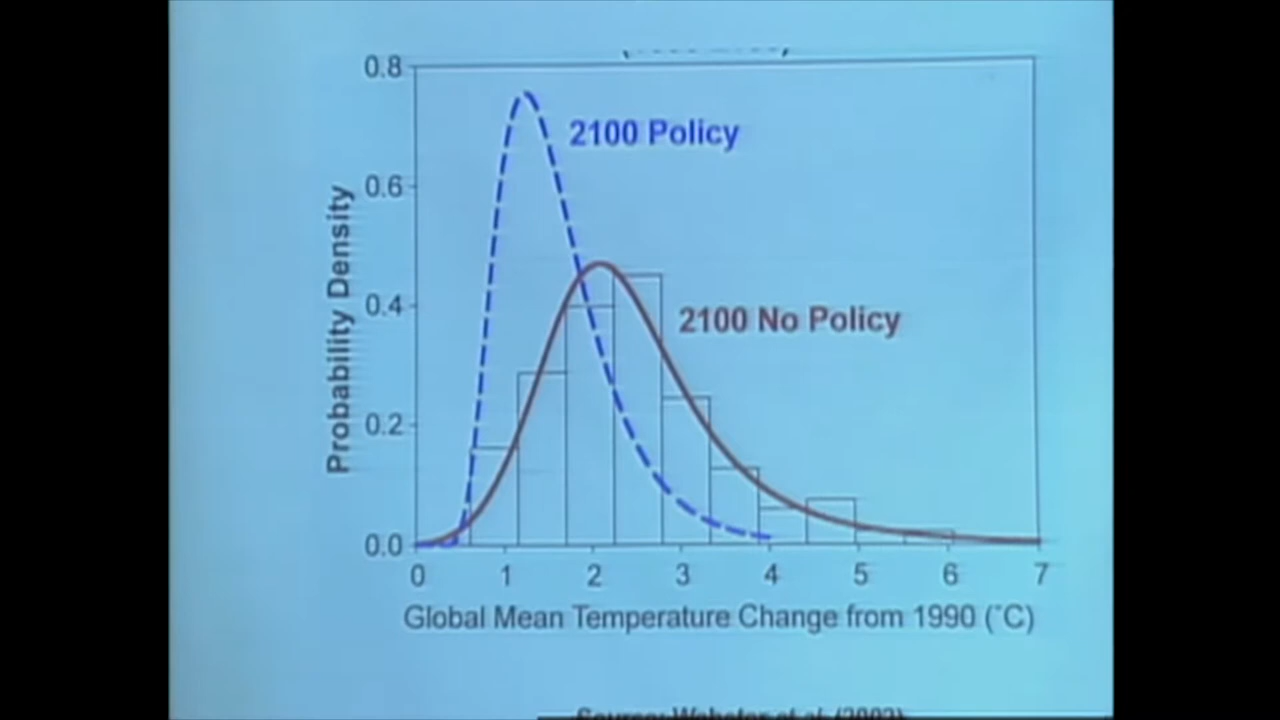 0.8
2100 Policy
0.6
Probability Density
0.4
2100 No Policy
0.2
0.0
0 1 2 3 4 5 6 7
Global Mean Temperature Change from 1990 (°C)